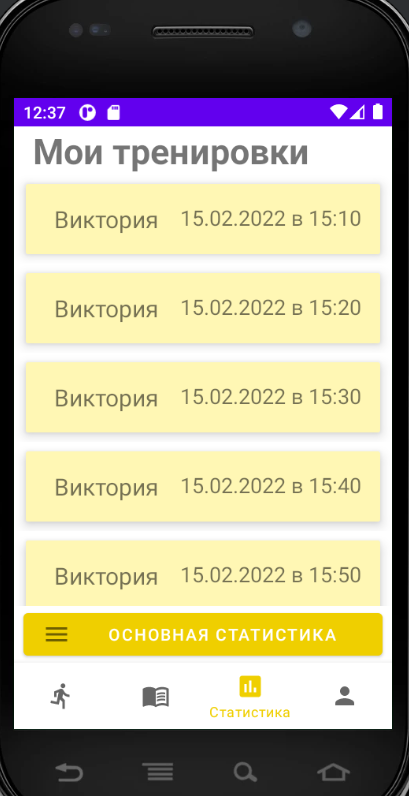 12:37
Мои тренировки
Виктория 15.02.2022 в 15:10
Виктория 15.02.2022 в 15:20
Виктория 15.02.2022 в 15:30
Виктория 15.02.2022 в 15:40
Виктория 15.02.2022 в 15:50
ОСНОВНАЯ СТАТИСТИКА
Статистика